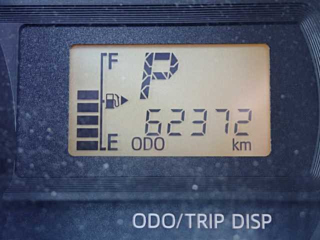 F
P
62372
E ODO km
ODO/TRIP DISP